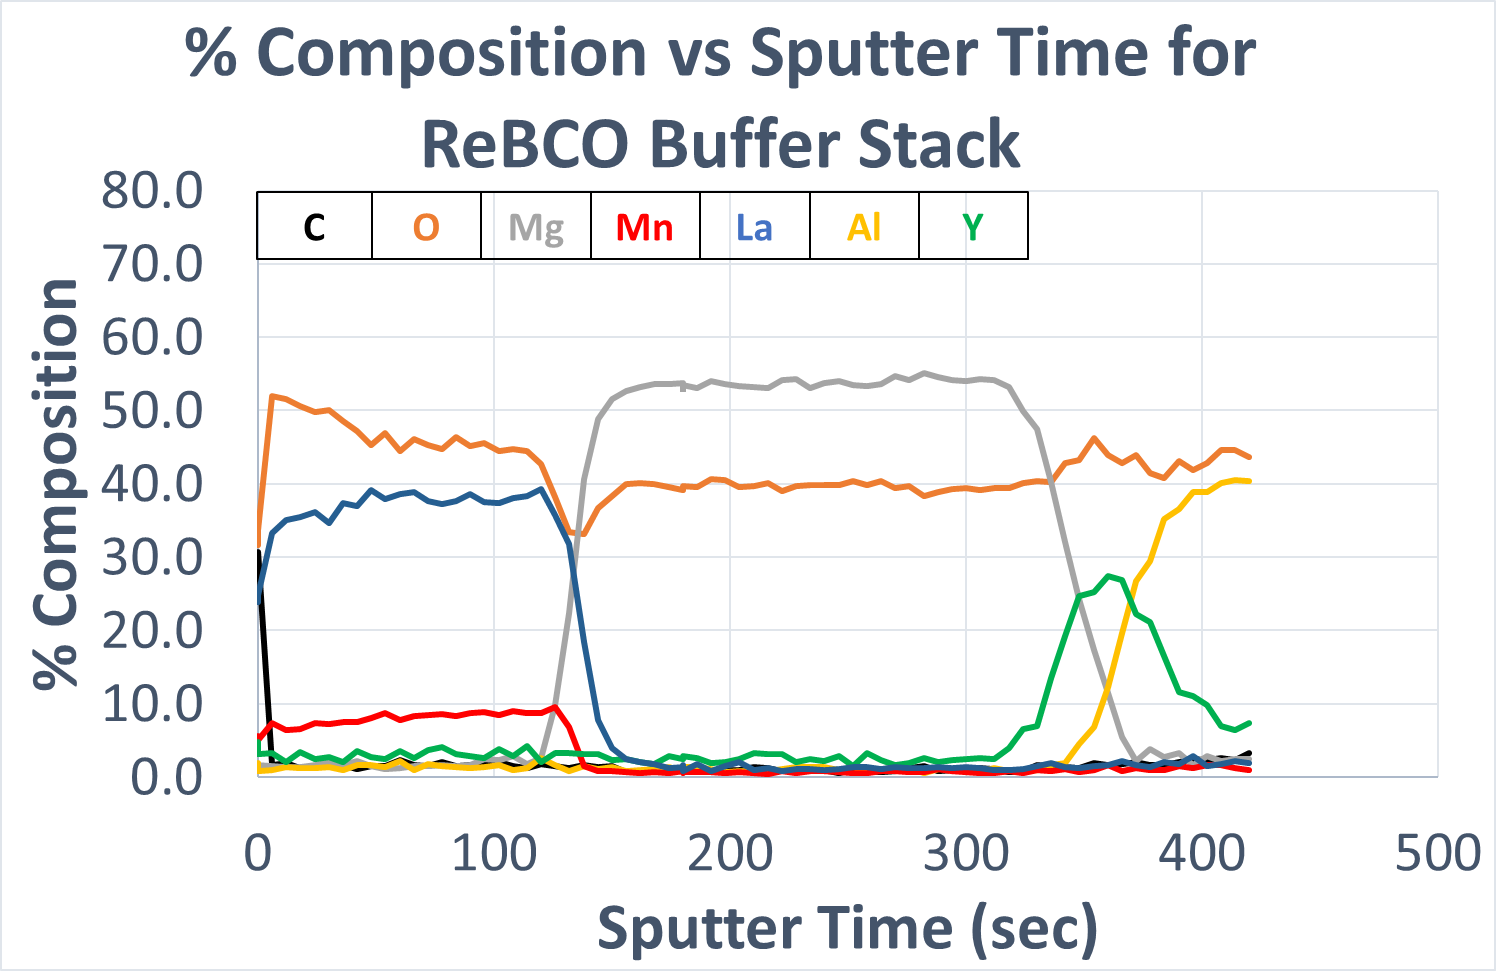 % Composition vs Sputter Time for
ReBCO Buffer Stack
C O Mg Mn La Al Y
80.0
70.0
60.0
50.0
40.0
30.0
20.0
10.0
0.0
% Composition
0 100 200 300 400 500
Sputter Time (sec)